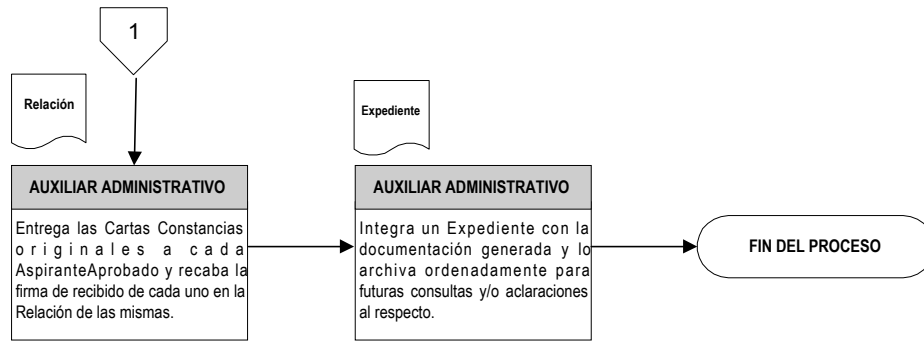 1
Relación
AUXILIAR ADMINISTRATIVO
Entrega las Cartas Constancias
originales a cada
AspiranteAprobado y recaba la
firma de recibido de cada uno en la
Relación de las mismas.
Expediente
AUXILIAR ADMINISTRATIVO
Integra un Expediente con la
documentación generada y lo
archiva ordenadamente para
futuras consultas y/o aclaraciones
al respecto.
FIN DEL PROCESO